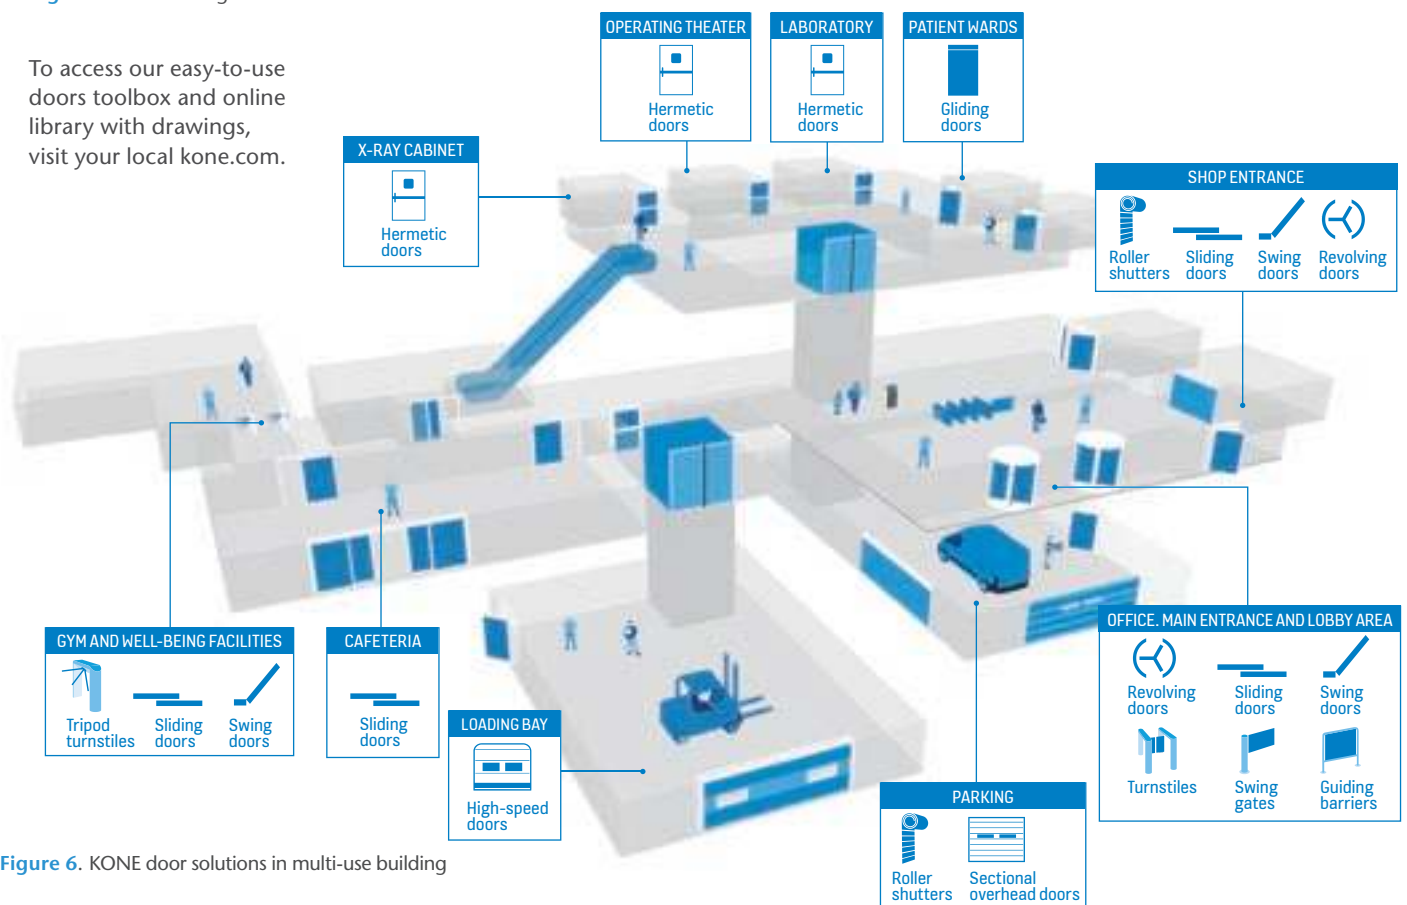 To access our easy-to-use
doors toolbox and online
library with drawings,
visit your local kone.com.
OPERATING THEATER
Hermetic
doors
LABORATORY
Hermetic
doors
PATIENT WARDS
Gliding
doors
X-RAY CABINET
Hermetic
doors
SHOP ENTRANCE
Roller
shutters
Sliding
doors
Swing
doors
Revolving
doors
GYM AND WELL-BEING FACILITIES
Tripod
turnstiles
Sliding
doors
Swing
doors
CAFETERIA
Sliding
doors
LOADING BAY
High-speed
doors
OFFICE. MAIN ENTRANCE AND LOBBY AREA
Revolving
doors
Sliding
doors
Swing
doors
Turnstiles
Swing
gates
Guiding
barriers
PARKING
Roller
shutters
Sectional
overhead doors
Figure 6. KONE door solutions in multi-use building